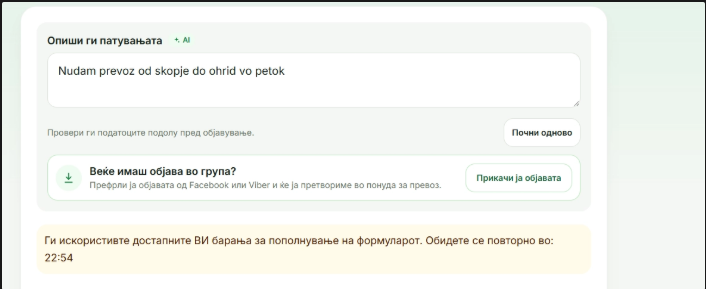 Опиши ги патувањата AI
Nudam prevoz od skopje do ohrid vo petok
Провери ги податоците подолу пред објавување.
Почни одново
Веќе имаш објава во група?
Префрли ја објавата од Facebook или Viber и ќе ја претвориме во понуда за превоз.
Прикачи ја објавата
Ги искористивте достапните ВИ барања за пополнување на формуларот. Обидете се повторно во:
22:54